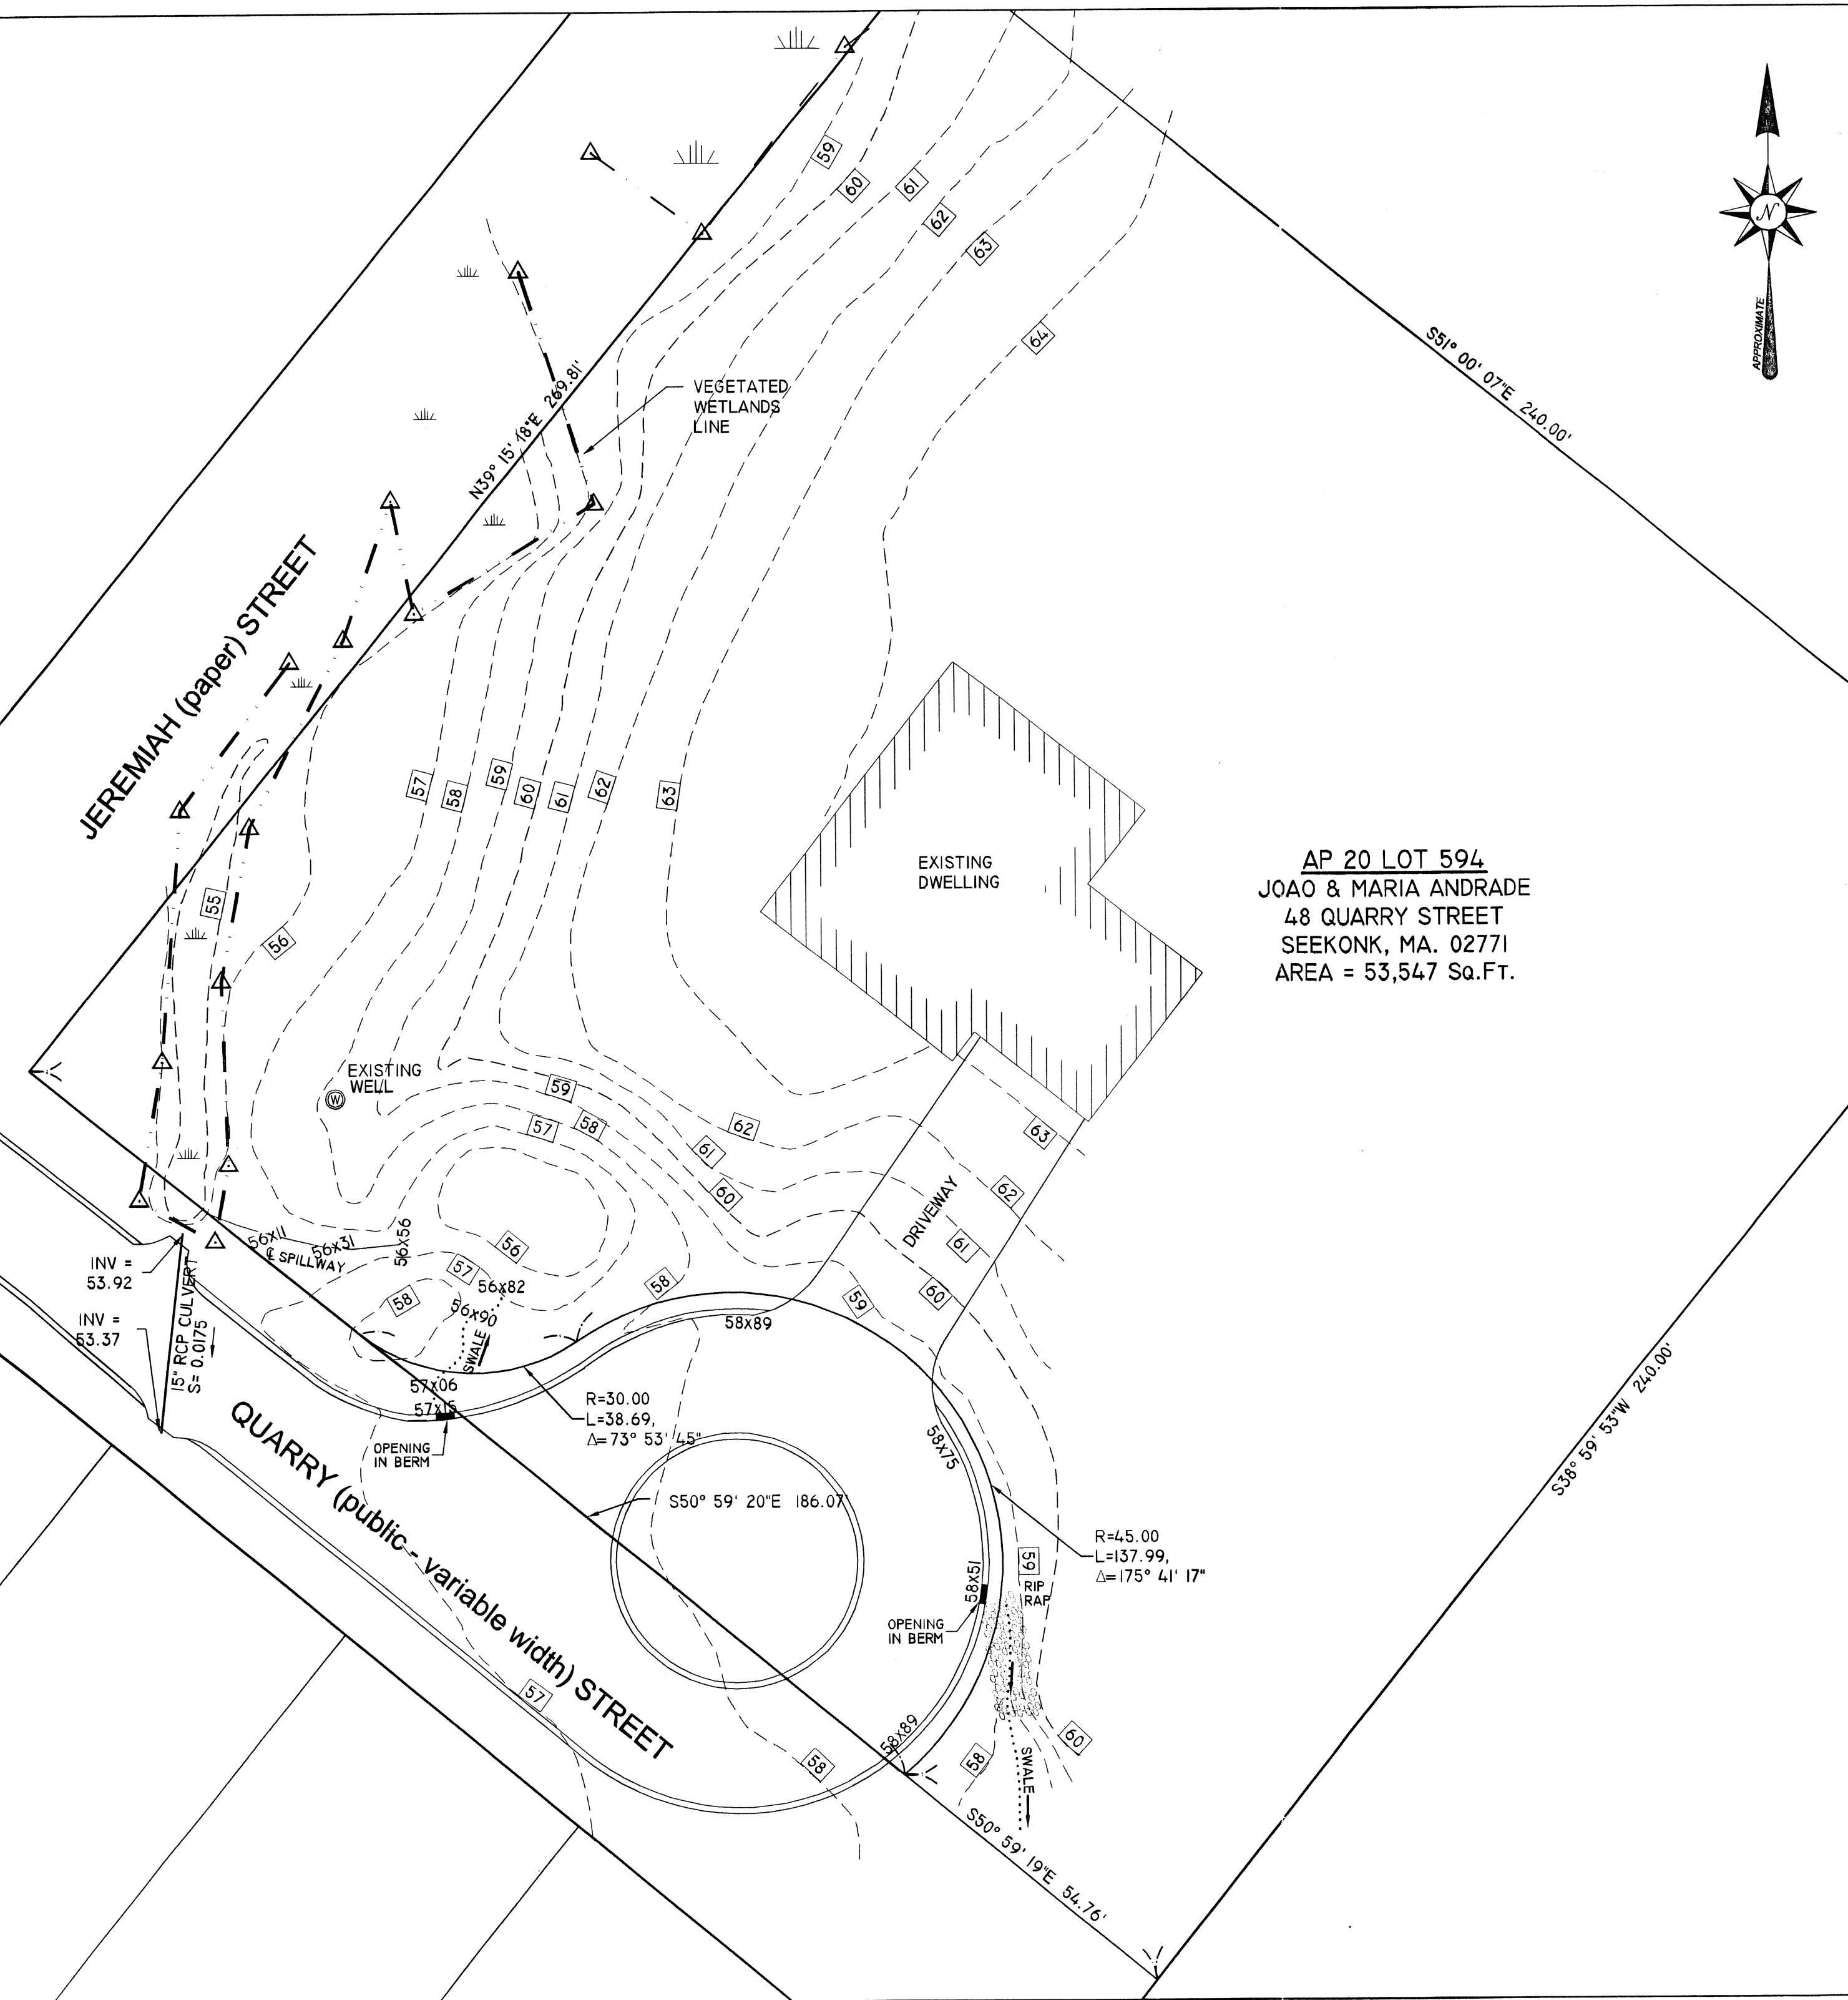 59
60
61
62
63
64
N
APPROXIMATE
S51° 00' 07"E 240.00'
N39° 15' 18"E 269.81'
VEGETATED
WETLANDS
LINE
JEREMIAH (paper) STREET
57
58
59
60
61
62
63
55
56
EXISTING
DWELLING
AP 20 LOT 594
JOAO & MARIA ANDRADE
48 QUARRY STREET
SEEKONK, MA. 02771
AREA = 53,547 SQ.FT.
EXISTING
WELL
W
59
57
58
62
61
60
63
62
DRIVEWAY
61
60
59
56x11
56x31
56x56
℄ SPILLWAY
56
57
56x82
58
58
56x90
SWALE
58x89
INV =
53.92
INV =
53.37
15" RCP CULVERT
S= 0.0175
57x06
57x15
OPENING
IN BERM
R=30.00
L=38.69,
Δ=73° 53' 45"
58x75
S38° 59' 53"W 240.00'
QUARRY (public - variable width) STREET
S50° 59' 20"E 186.07'
R=45.00
L=137.99,
Δ=175° 41' 17"
58x51
59
RIP
RAP
OPENING
IN BERM
57
58
58x89
58
60
SWALE
S50° 59' 19"E 54.76'